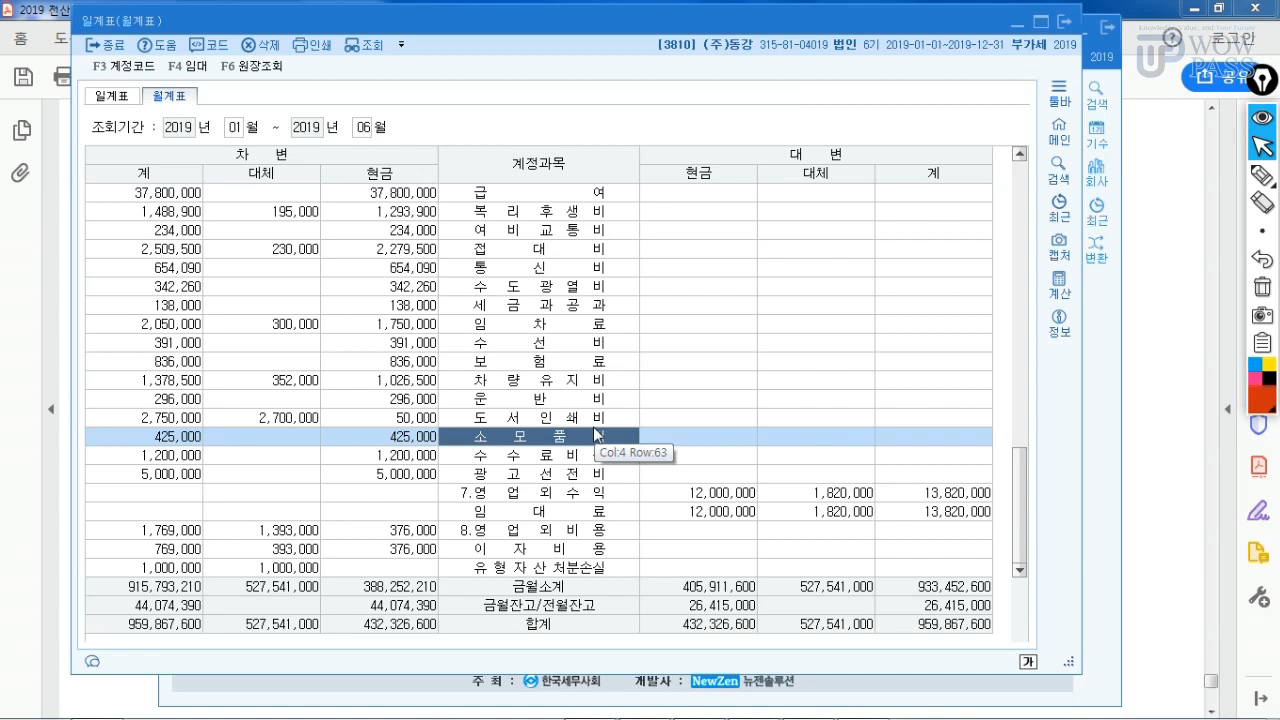 2019 전산
일계표(월계표)
Knowledge, Value, and Your Future
UP WOW PASS
홈 도 로그인
종료 도움 코드 삭제 인쇄 조회
[3810] (주)동강 315-81-04019 법인 6기 2019-01-01~2019-12-31 부가세 2019
2019
F3 계정코드 F4 임대 F6 원장조회
공유
일계표 월계표
조회기간 : 2019 년 01 월 ~ 2019 년 06 월
차 변 계정과목 대 변
계 대체 현금 현금 대체 계
37,800,000 37,800,000 급 여
1,488,900 195,000 1,293,900 복 리 후 생 비
234,000 234,000 여 비 교 통 비
2,509,500 230,000 2,279,500 접 대 비
654,090 654,090 통 신 비
342,260 342,260 수 도 광 열 비
138,000 138,000 세 금 과 공 과
2,050,000 300,000 1,750,000 임 차 료
391,000 391,000 수 선 비
836,000 836,000 보 험 료
1,378,500 352,000 1,026,500 차 량 유 지 비
296,000 296,000 운 반 비
2,750,000 2,700,000 50,000 도 서 인 쇄 비
425,000 425,000 소 모 품
Col:4 Row:63
1,200,000 1,200,000 수 수 료 비
5,000,000 5,000,000 광 고 선 전 비
7.영 업 외 수 익 12,000,000 1,820,000 13,820,000
임 대 료 12,000,000 1,820,000 13,820,000
1,769,000 1,393,000 376,000 8.영 업 외 비 용
769,000 393,000 376,000 이 자 비 용
1,000,000 1,000,000 유 형 자 산 처분손실
915,793,210 527,541,000 388,252,210 금월소계 405,911,600 527,541,000 933,452,600
44,074,390 44,074,390 금월잔고/전월잔고 26,415,000 26,415,000
959,867,600 527,541,000 432,326,600 합계 432,326,600 527,541,000 959,867,600
툴바
메인
검색
최근
캡처
계산
정보
검색
기수
회사
최근
변환
가
주 최 : 한국세무사회 개발사 : NewZen 뉴젠솔루션